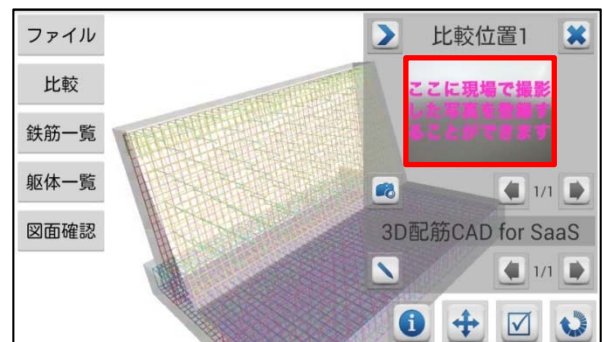 ファイル
比較
鉄筋一覧
躯体一覧
図面確認
比較位置1
ここに現場で撮影
した写真を登録す
ることができます
1/1
3D配筋CAD for SaaS
1/1